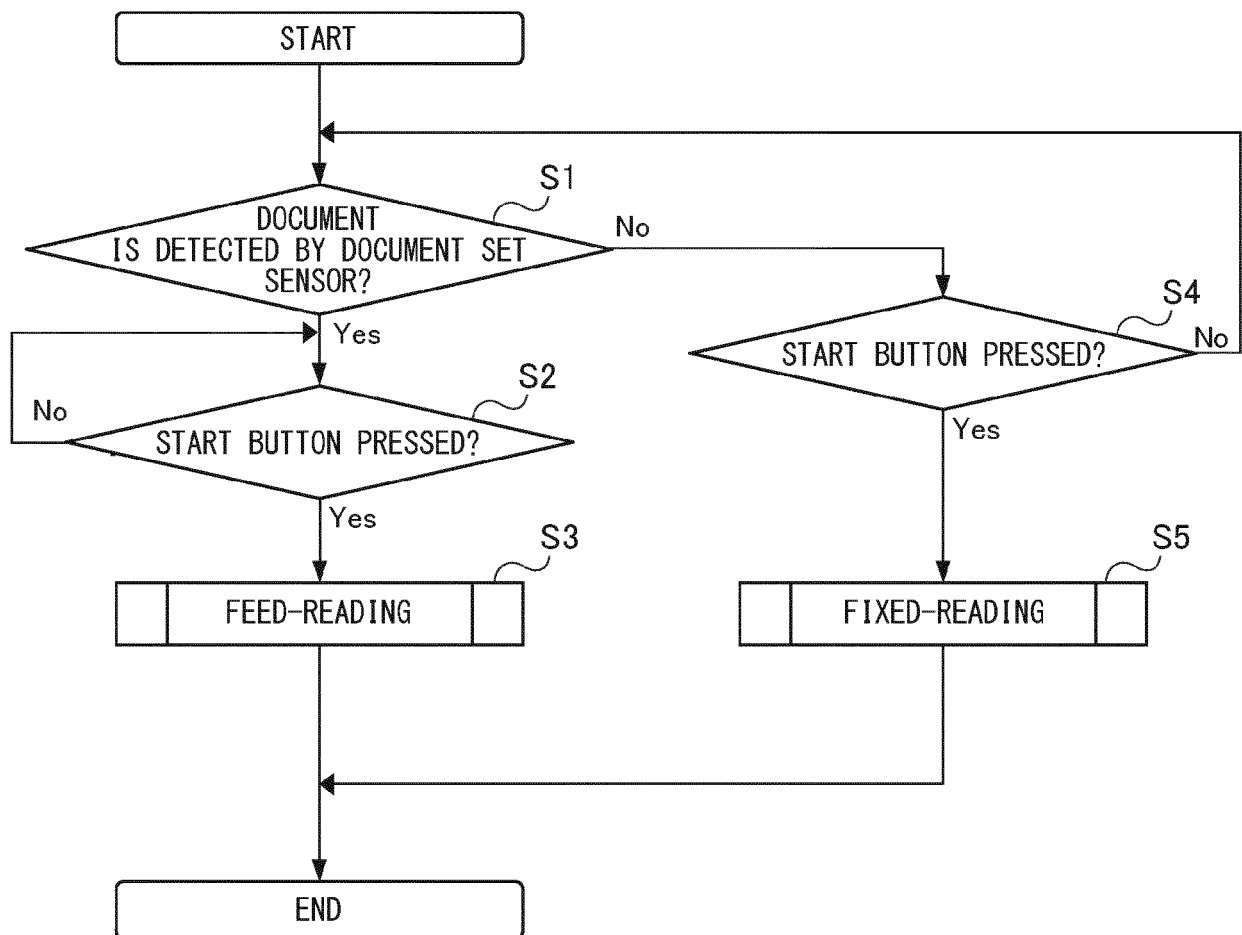 START
S1
DOCUMENT
IS DETECTED BY DOCUMENT SET
SENSOR?
No
Yes
S4
START BUTTON PRESSED?
No
Yes
S2
START BUTTON PRESSED?
No
Yes
S3
FEED-READING
S5
FIXED-READING
END